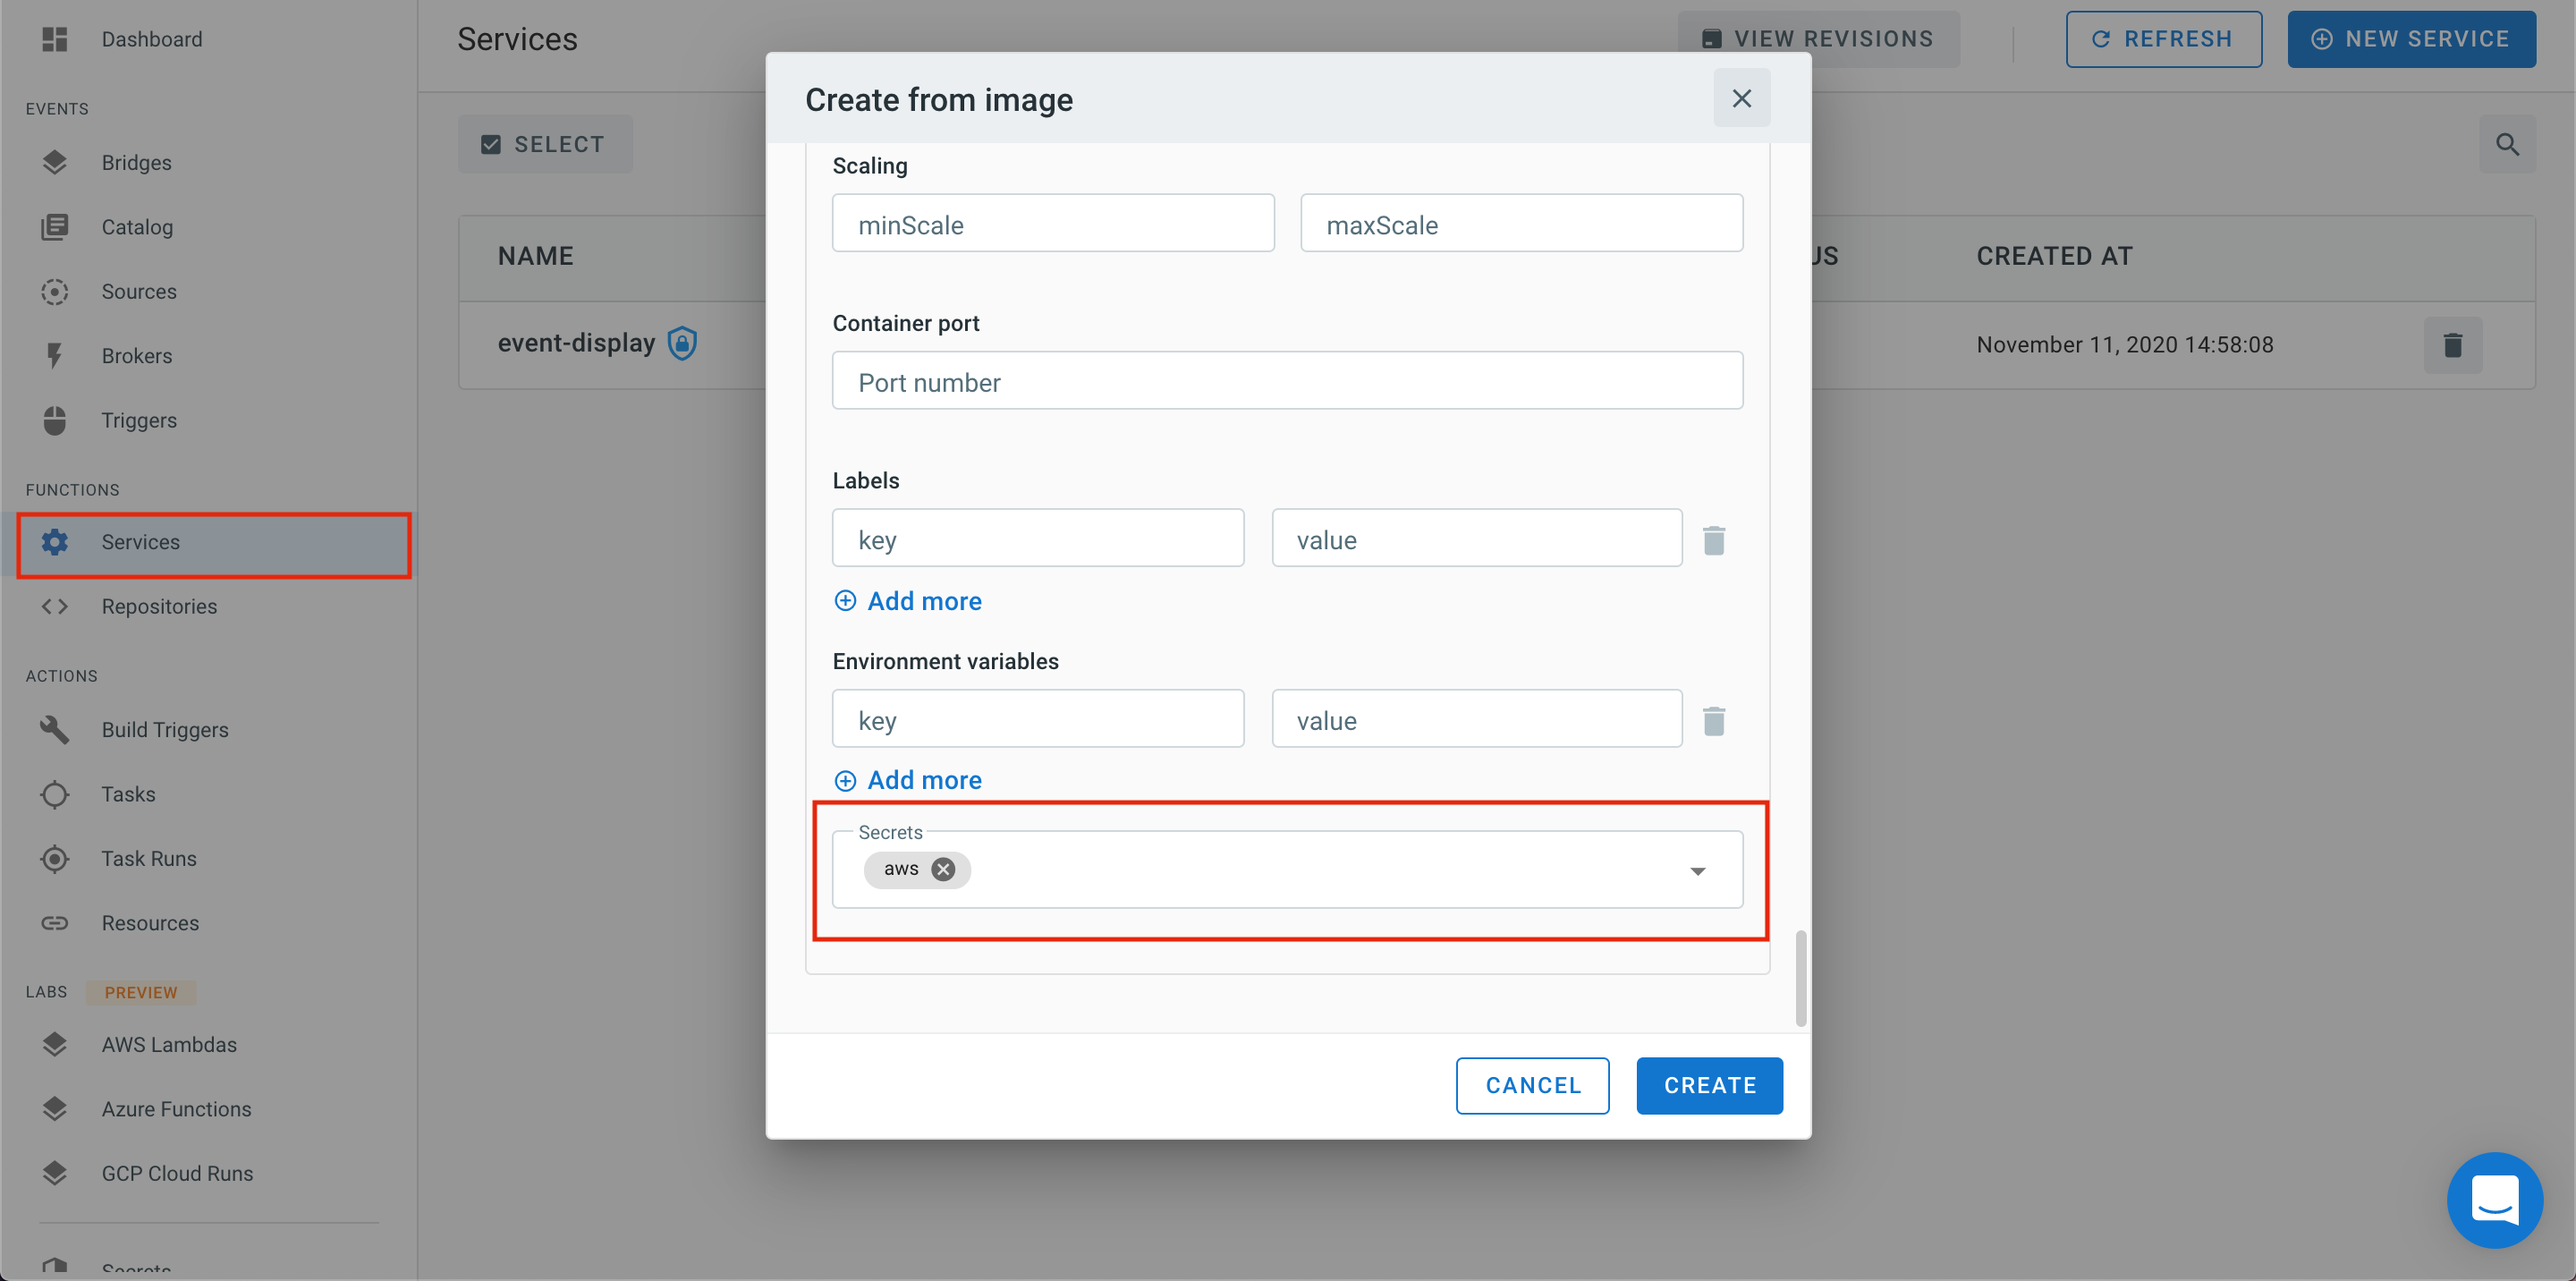 Dashboard
EVENTS
Bridges
Catalog
Sources
Brokers
Triggers
FUNCTIONS
Services
Repositories
ACTIONS
Build Triggers
Tasks
Task Runs
Resources
LABS PREVIEW
AWS Lambdas
Azure Functions
GCP Cloud Runs
Secrets
Services
VIEW REVISIONS
REFRESH
NEW SERVICE
SELECT
NAME
US
CREATED AT
event-display
November 11, 2020 14:58:08
Create from image
Scaling
minScale maxScale
Container port
Port number
Labels
key value
Add more
Environment variables
key value
Add more
Secrets
aws
CANCEL CREATE